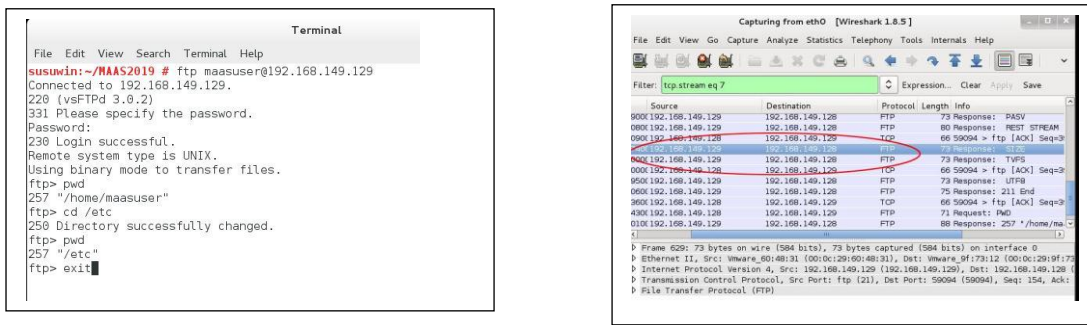 Terminal
File Edit View Search Terminal Help
susuwin:~/MAAS2019 # ftp maasuser@192.168.149.129
Connected to 192.168.149.129.
220 (vsFTPd 3.0.2)
331 Please specify the password.
Password:
230 Login successful.
Remote system type is UNIX.
Using binary mode to transfer files.
ftp> pwd
257 "/home/maasuser"
ftp> cd /etc
250 Directory successfully changed.
ftp> pwd
257 "/etc"
ftp> exit
Capturing from eth0 [Wireshark 1.8.5 ]
File Edit View Go Capture Analyze Statistics Telephony Tools Internals Help
Filter: tcp.stream eq 7 Expression... Clear Apply Save
Source Destination Protocol Length Info
192.168.149.129 192.168.149.128 FTP 73 Response: PASV
192.168.149.129 192.168.149.128 FTP 80 Response: REST STREAM
192.168.149.128 TCP 66 59094 > ftp [ACK] Seq=3
192.168.149.129 192.168.149.128 FTP 73 Response: SIZE
192.168.149.129 192.168.149.128 FTP 73 Response: TVFS
TCP 66 59094 > ftp [ACK] Seq=3
192.168.149.129 192.168.149.128 FTP 73 Response: UTF8
192.168.149.129 192.168.149.128 FTP 75 Response: 211 End
192.168.149.128 192.168.149.129 TCP 66 59094 > ftp [ACK] Seq=3
192.168.149.128 192.168.149.129 FTP 71 Request: PWD
192.168.149.129 192.168.149.128 FTP 88 Response: 257 "/home/ma
Frame 629: 73 bytes on wire (584 bits), 73 bytes captured (584 bits) on interface 0
Ethernet II, Src: Vmware_60:48:31 (00:0c:29:60:48:31), Dst: Vmware_9f:73:12 (00:0c:29:9f:73
Internet Protocol Version 4, Src: 192.168.149.129 (192.168.149.129), Dst: 192.168.149.128 (
Transmission Control Protocol, Src Port: ftp (21), Dst Port: 59094 (59094), Seq: 154, Ack:
File Transfer Protocol (FTP)